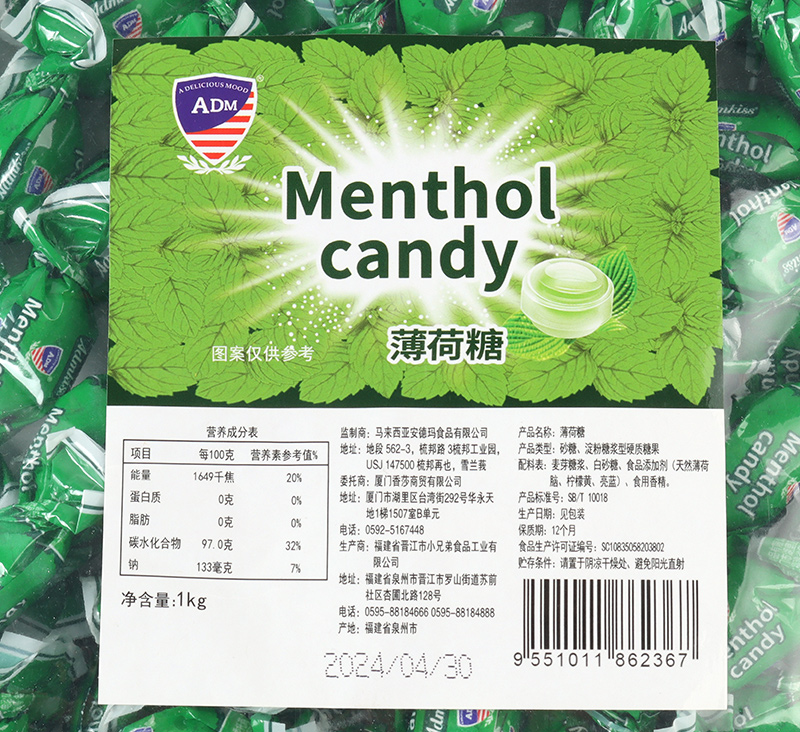 A DELICIOUS MOOD
ADM
®
Menthol
candy
薄荷糖
图案仅供参考
营养成分表
项目 每100克 营养素参考值%
能量 1649千焦 20%
蛋白质 0克 0%
脂肪 0克 0%
碳水化合物 97.0克 32%
钠 133毫克 7%
净含量:1kg
监制商: 马来西亚安德玛食品有限公司
地址: 地段 562-3, 梳邦路 3梳邦工业园,
USJ 147500 梳邦再也, 雪兰莪
委托商: 厦门香莎商贸有限公司
地址: 厦门市湖里区台湾街292号华永天
地1栋1507室B单元
电话: 0592-5167448
生产商: 福建省晋江市小兄弟食品工业有
限公司
地址: 福建省泉州市晋江市罗山街道苏前
社区杏圃北路128号
电话: 0595-88184666 0595-88184888
产地: 福建省泉州市
2024/04/30
产品名称: 薄荷糖
产品类型: 砂糖、淀粉糖浆型硬质糖果
配料表: 麦芽糖浆、白砂糖、食品添加剂 (天然薄荷
脑、柠檬黄、亮蓝) 、食用香精。
产品标准号: SB/T 10018
生产日期: 见包装
保质期: 12个月
食品生产许可证编号: SC10835058203802
贮存条件: 请置于阴凉干燥处、避免阳光直射
9 551011 862367
Menthol
Menthol
Menthol
candy
Menthol
Menthol